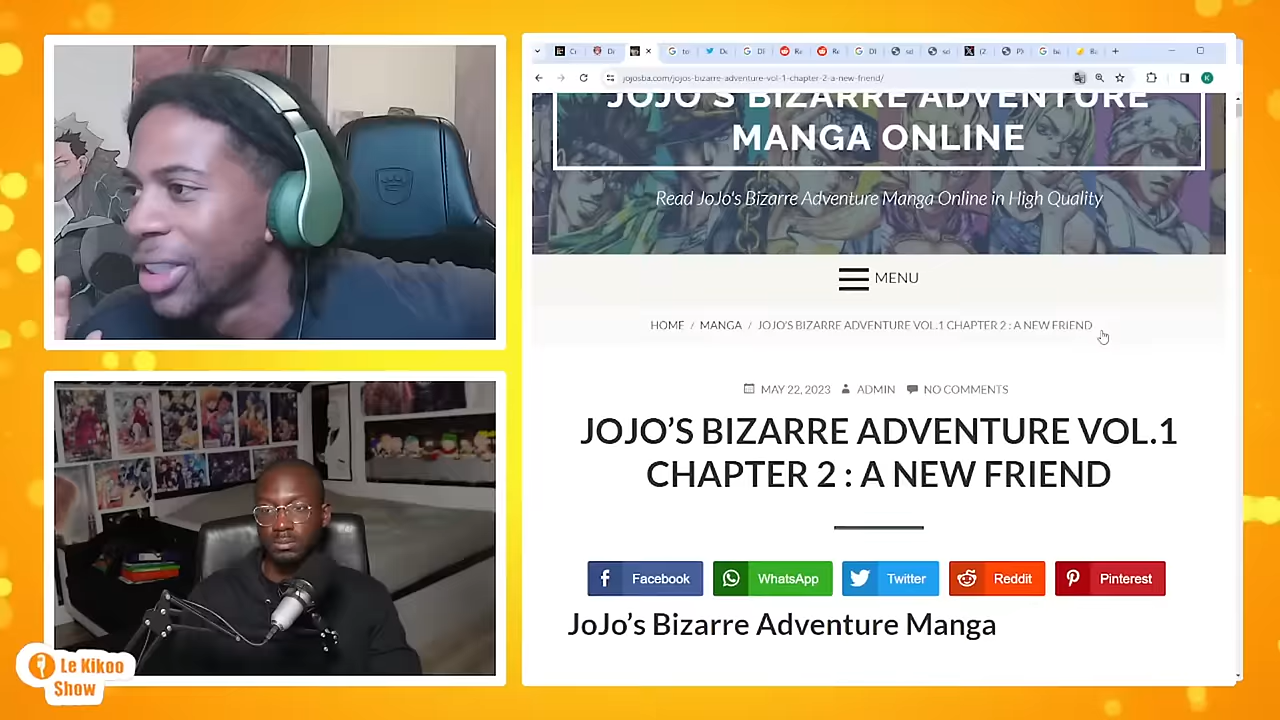 jojosba.com/jojos-bizarre-adventure-vol-1-chapter-2-a-new-friend/
JOJO'S BIZARRE ADVENTURE
MANGA ONLINE
Read JoJo's Bizarre Adventure Manga Online in High Quality
MENU
HOME / MANGA / JOJO'S BIZARRE ADVENTURE VOL.1 CHAPTER 2 : A NEW FRIEND
MAY 22, 2023 ADMIN NO COMMENTS
JOJO’S BIZARRE ADVENTURE VOL.1
CHAPTER 2 : A NEW FRIEND
Facebook WhatsApp Twitter Reddit Pinterest
JoJo’s Bizarre Adventure Manga
Le Kikoo
Show